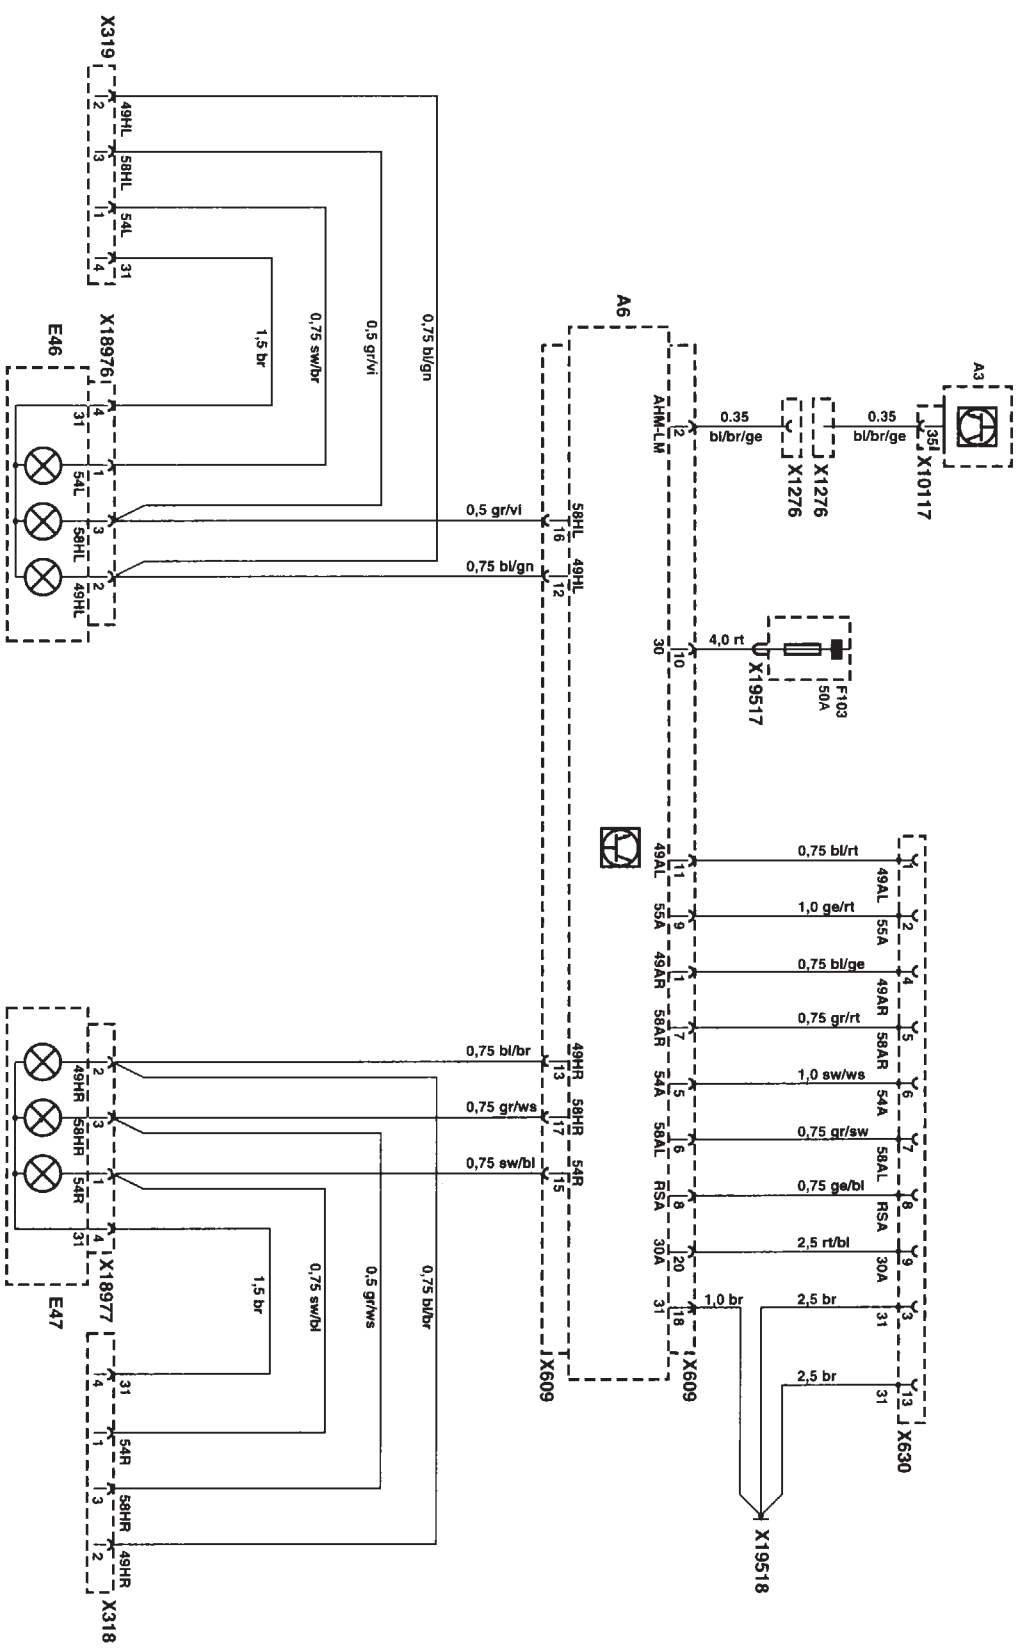 A3
35
X10117
0.35
bl/br/ge
X1276
X1276
0.35
bl/br/ge
2
AHM-LM
A6
F103
50A
X19517
4,0 rt
10
30
1
2
4
5
6
7
8
9
3
13
X630
49AL
55A
49AR
58AR
54A
58AL
RSA
30A
31
31
0,75 bl/rt
1,0 ge/rt
0,75 bl/ge
0,75 gr/rt
1,0 sw/ws
0,75 gr/sw
0,75 ge/bl
2,5 rt/bl
2,5 br
2,5 br
1,0 br
X19518
11
9
1
7
5
6
8
20
18
X609
49AL
55A
49AR
58AR
54A
58AL
RSA
30A
31
58HL
49HL
49HR
58HR
54R
16
12
13
17
15
X609
0,5 gr/vi
0,75 bl/gn
0,75 bl/br
0,75 gr/ws
0,75 sw/bl
0,75 bl/gn
0,5 gr/vi
0,75 sw/br
1,5 br
1,5 br
0,75 sw/bl
0,5 gr/ws
0,75 bl/br
X319
49HL
58HL
54L
31
2
3
1
4
X18976
4
1
3
2
31
54L
58HL
49HL
E46
2
3
1
4
X18977
49HR
58HR
54R
31
E47
31
54R
58HR
49HR
4
1
3
2
X318